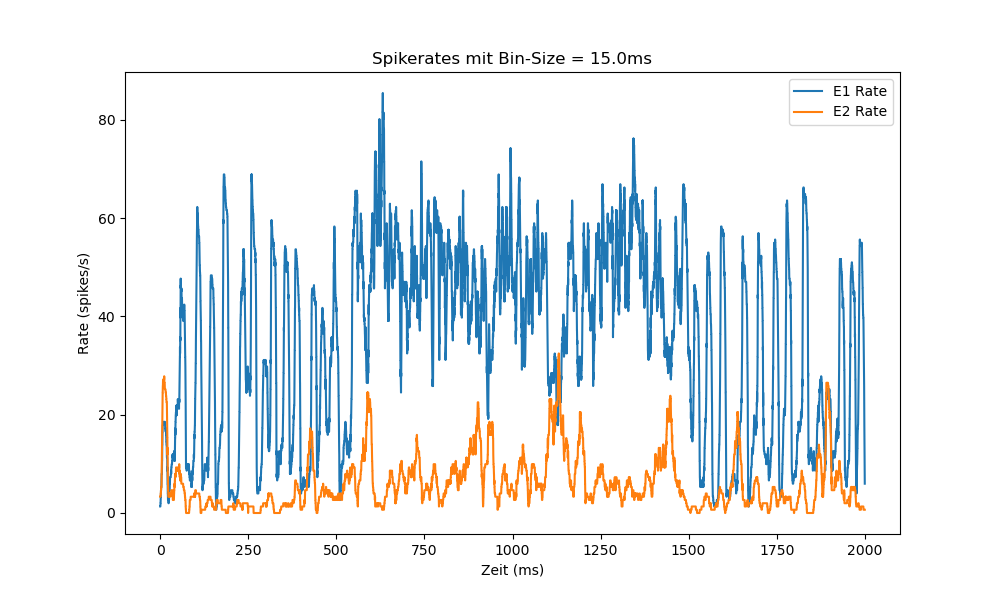 Spikerates mit Bin-Size = 15.0ms
E1 Rate
E2 Rate
Rate (spikes/s)
80
60
40
20
0
0 250 500 750 1000 1250 1500 1750 2000
Zeit (ms)